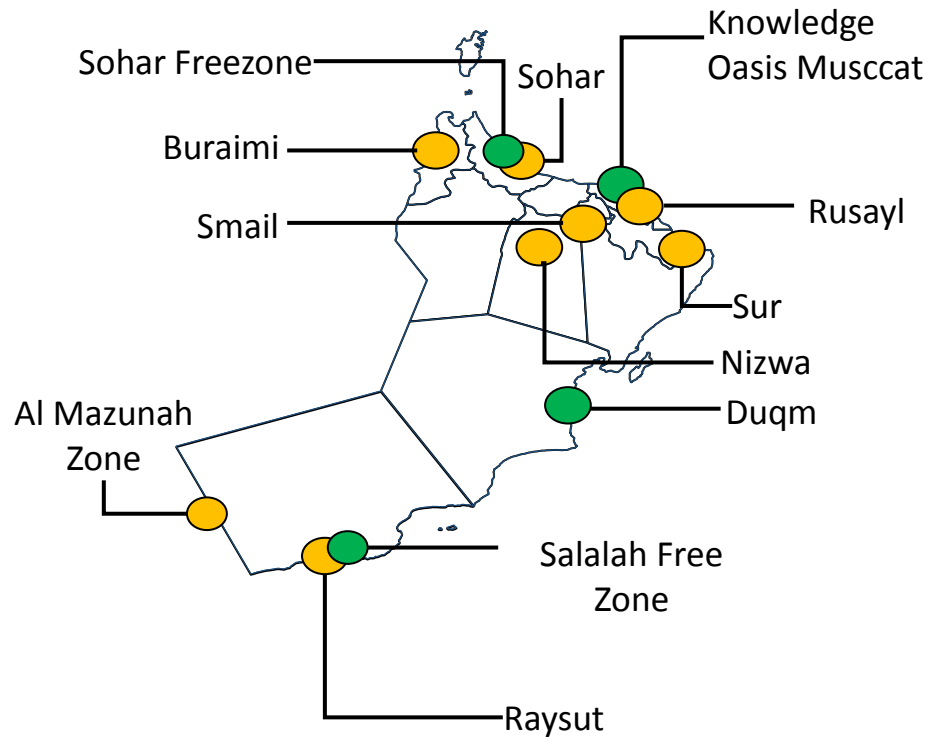 Knowledge
Oasis Musccat
Sohar Freezone
Sohar
Buraimi
Smail
Rusayl
Sur
Nizwa
Al Mazunah
Zone
Duqm
Salalah Free
Zone
Raysut